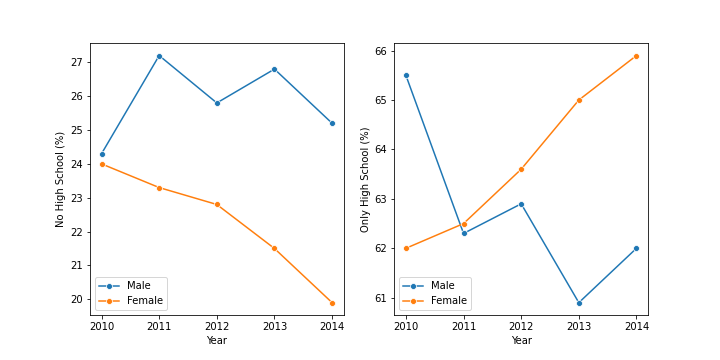 No High School (%)
27
26
25
24
23
22
21
20
2010 2011 2012 2013 2014
Year
Male
Female
Only High School (%)
66
65
64
63
62
61
2010 2011 2012 2013 2014
Year
Male
Female